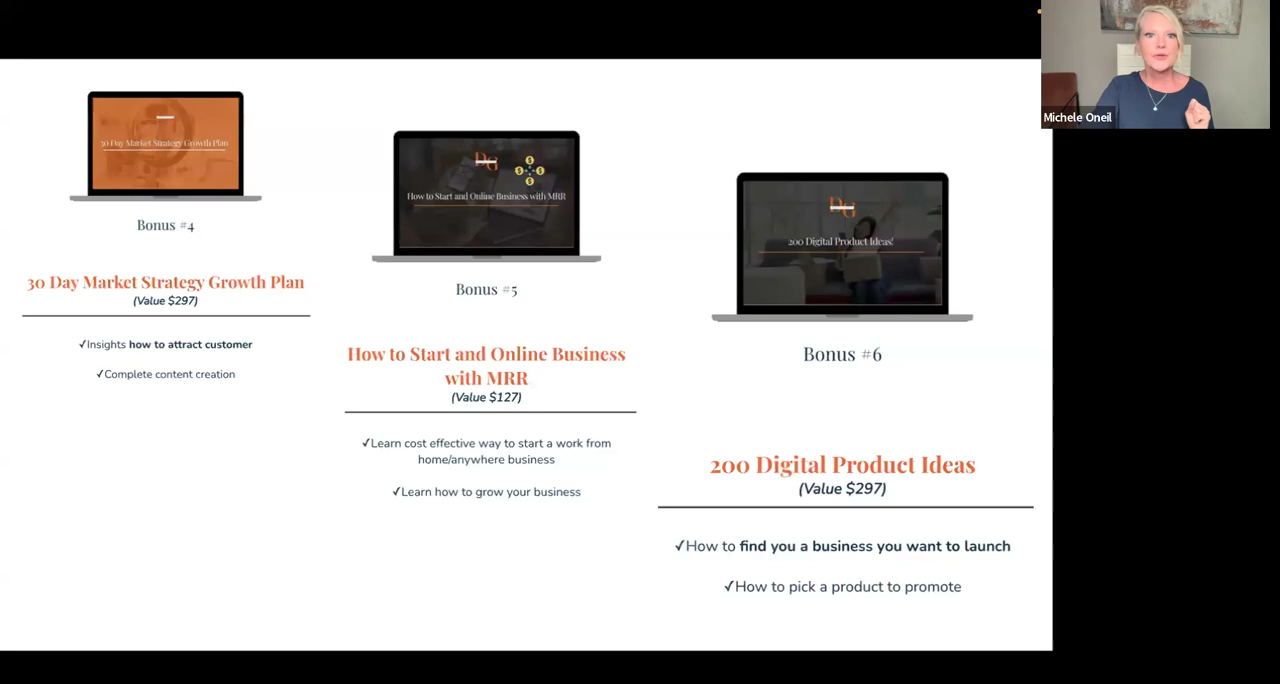 Michele Oneil
30 Day Market Strategy Growth Plan
Bonus #4
30 Day Market Strategy Growth Plan
(Value $297)
✓Insights how to attract customer
✓Complete content creation
DG
How to Start and Online Business with MRR
Bonus #5
How to Start and Online Business
with MRR
(Value $127)
✓Learn cost effective way to start a work from
home/anywhere business
✓Learn how to grow your business
DG
200 Digital Product Ideas!
Bonus #6
200 Digital Product Ideas
(Value $297)
✓How to find you a business you want to launch
✓How to pick a product to promote